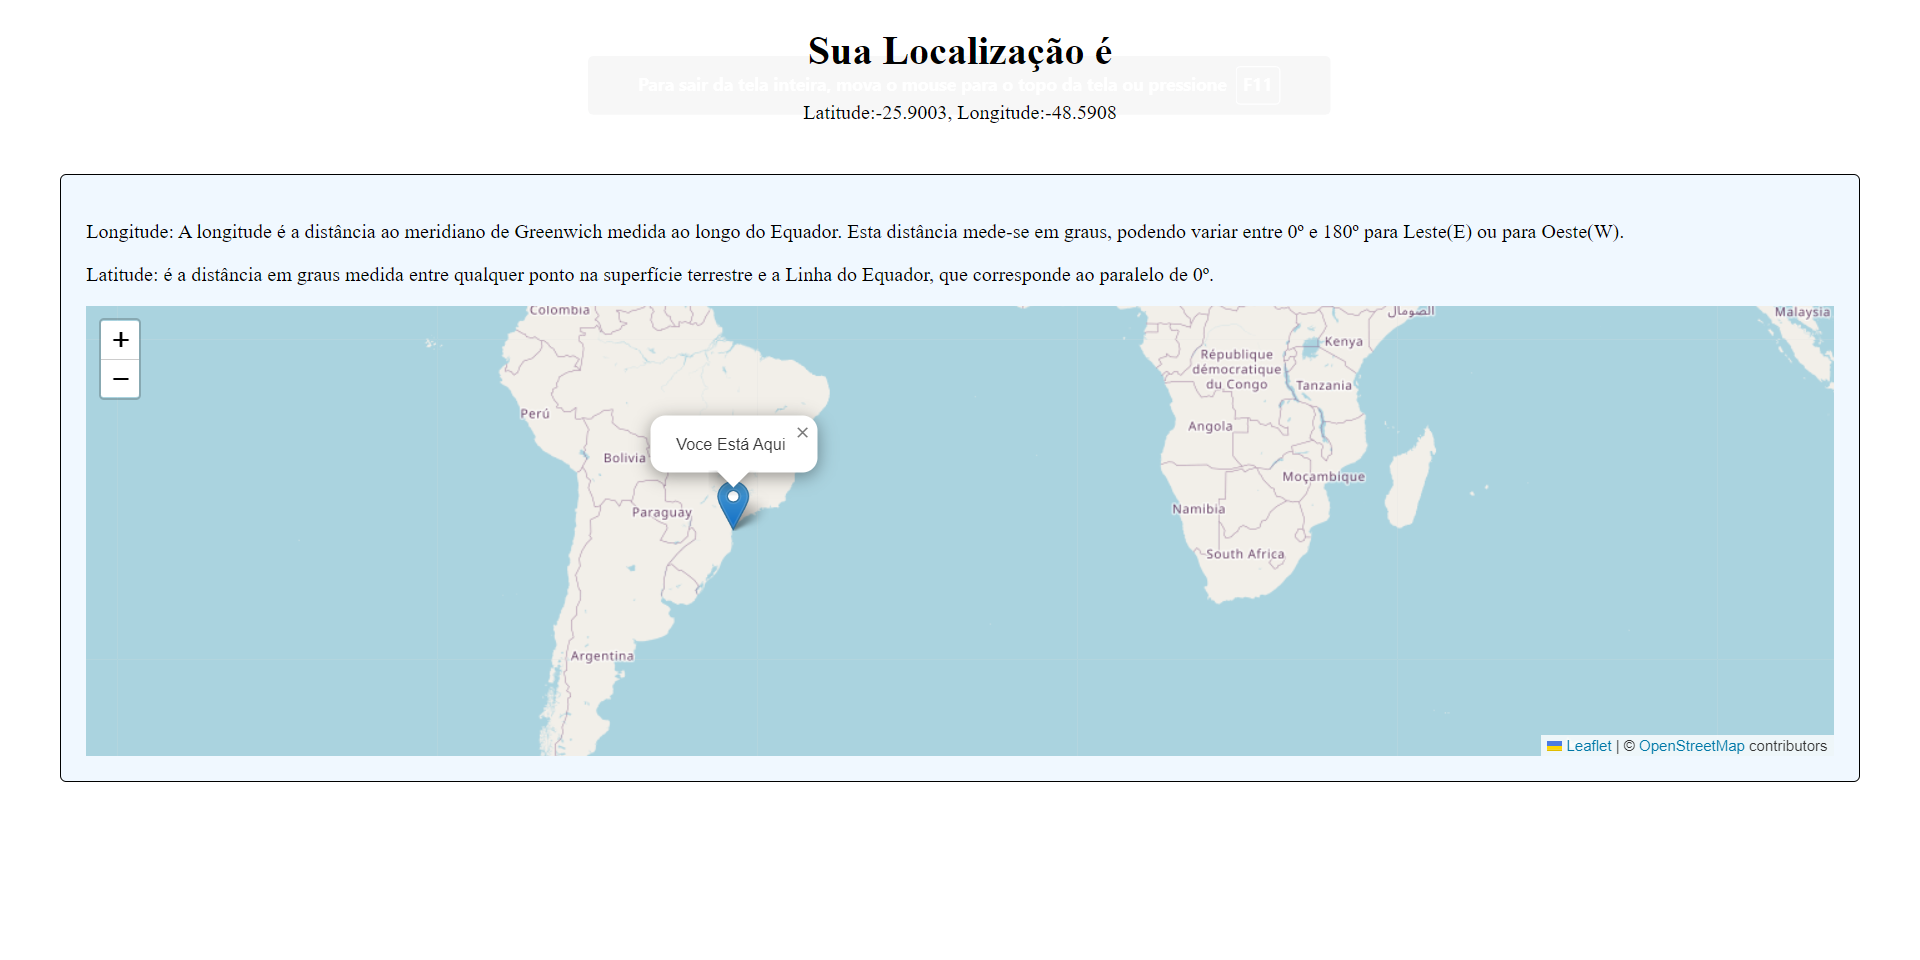 Sua Localização é
Para sair da tela inteira, mova o mouse para o topo da tela ou pressione F11
Latitude:-25.9003, Longitude:-48.5908
Longitude: A longitude é a distância ao meridiano de Greenwich medida ao longo do Equador. Esta distância mede-se em graus, podendo variar entre 0º e 180º para Leste(E) ou para Oeste(W).
Latitude: é a distância em graus medida entre qualquer ponto na superfície terrestre e a Linha do Equador, que corresponde ao paralelo de 0º.
Colombia
الصومال
Malaysia
+
−
Kenya
République
démocratique
du Congo
Tanzania
Perú
Angola
Voce Está Aqui
×
Bolivia
Moçambique
Paraguay
Namibia
South Africa
Argentina
Leaflet | © OpenStreetMap contributors